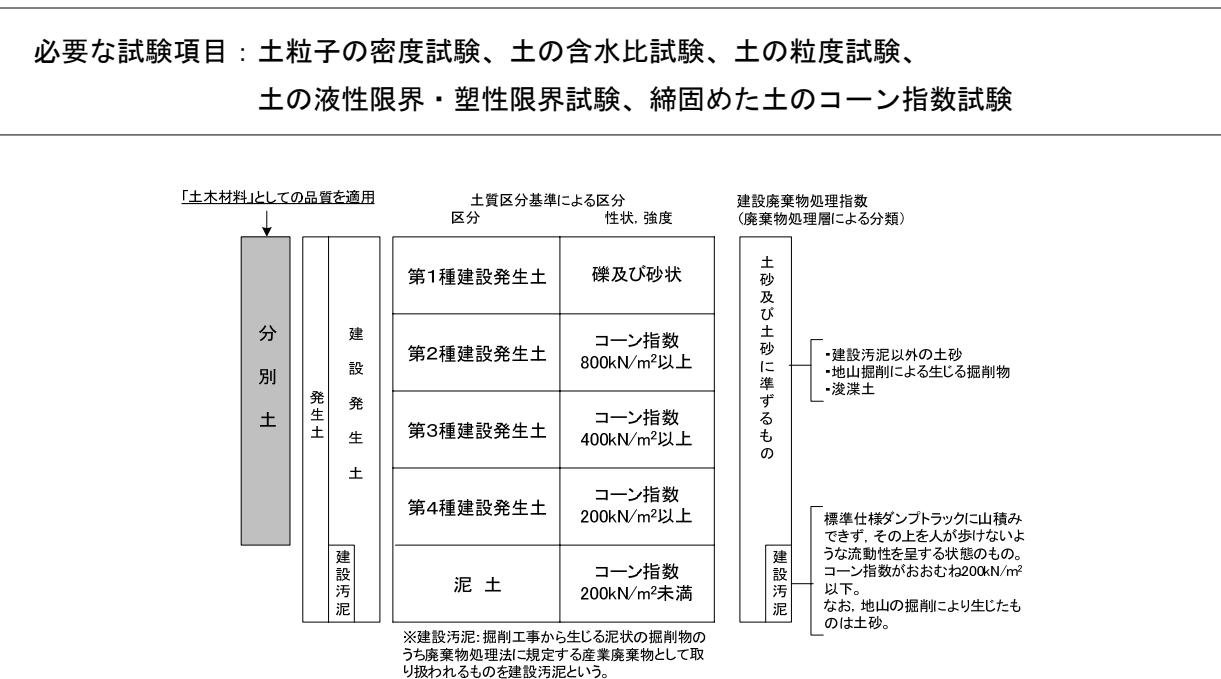 必要な試験項目：土粒子の密度試験、土の含水比試験、土の粒度試験、
土の液性限界・塑性限界試験、締固めた土のコーン指数試験
「土木材料」としての品質を適用
土質区分基準による区分
区分
性状，強度
建設廃棄物処理指数
（廃棄物処理層による分類）
分別土
発生土
建設発生土
建設汚泥
第1種建設発生土
礫及び砂状
第2種建設発生土
コーン指数
800kN/m²以上
第3種建設発生土
コーン指数
400kN/m²以上
第4種建設発生土
コーン指数
200kN/m²以上
泥 土
コーン指数
200kN/m²未満
土砂及び土砂に準ずるもの
建設汚泥
・建設汚泥以外の土砂
・地山掘削による生じる掘削物
・浚渫土
標準仕様ダンプトラックに山積み
できず，その上を人が歩けないよ
うな流動性を呈する状態のもの。
コーン指数がおおむね200kN/m²
以下。
なお，地山の掘削により生じたも
のは土砂。
※建設汚泥：掘削工事から生じる泥状の掘削物の
うち廃棄物処理法に規定する産業廃棄物として取
り扱われるものを建設汚泥という。